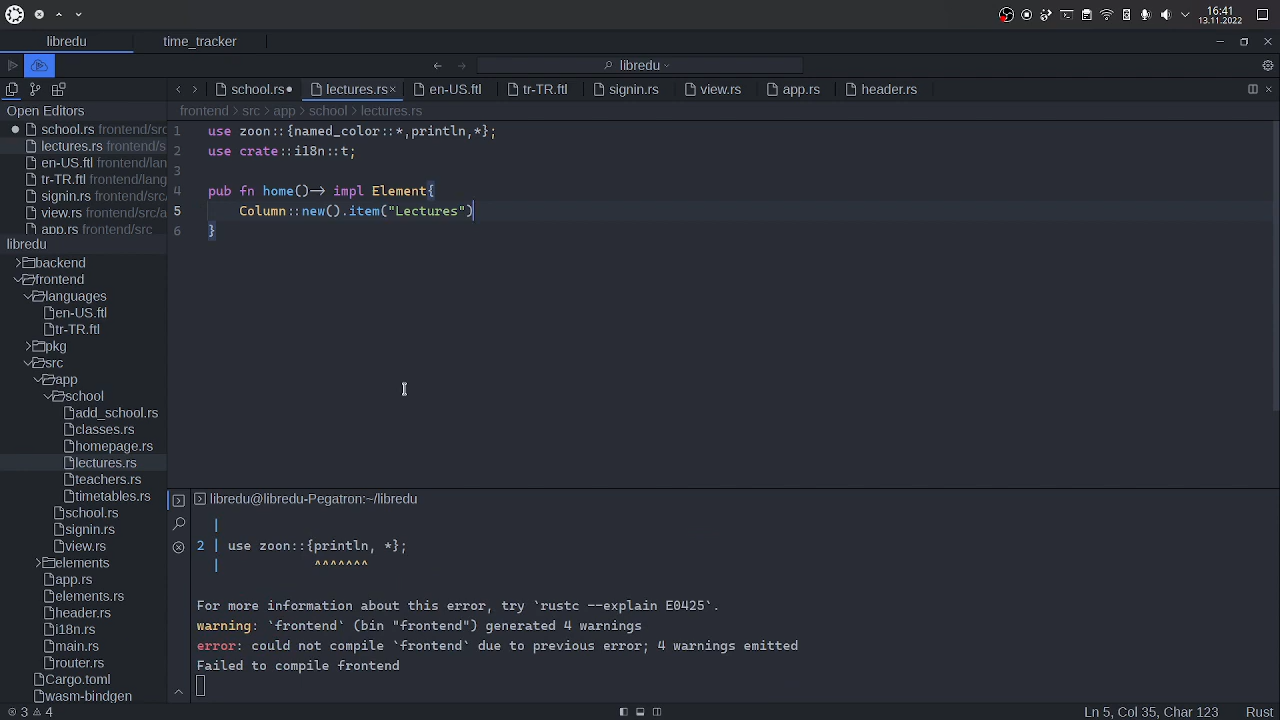 16:41
13.11.2022
libredu
time_tracker
libredu
school.rs
lectures.rs
en-US.ftl
tr-TR.ftl
signin.rs
view.rs
app.rs
header.rs
Open Editors
frontend src app school lectures.rs
school.rs frontend/src
lectures.rs frontend/s
en-US.ftl frontend/lan
tr-TR.ftl frontend/lang
signin.rs frontend/src
view.rs frontend/src/a
app.rs frontend/src
1 use zoon::{named_color::*,println,*};
2 use crate::i18n::t;
3
4 pub fn home()-> impl Element{
5 Column::new().item("Lectures")
6 }
libredu
backend
frontend
languages
en-US.ftl
tr-TR.ftl
pkg
src
app
school
add_school.rs
classes.rs
homepage.rs
lectures.rs
teachers.rs
timetables.rs
school.rs
signin.rs
view.rs
elements
app.rs
elements.rs
header.rs
i18n.rs
main.rs
router.rs
Cargo.toml
wasm-bindgen
libredu@libredu-Pegatron:~/libredu
|
2 | use zoon::{println, *};
| ^^^^^^^
For more information about this error, try `rustc --explain E0425`.
warning: `frontend` (bin "frontend") generated 4 warnings
error: could not compile `frontend` due to previous error; 4 warnings emitted
Failed to compile frontend
3 4
Ln 5, Col 35, Char 123
Rust